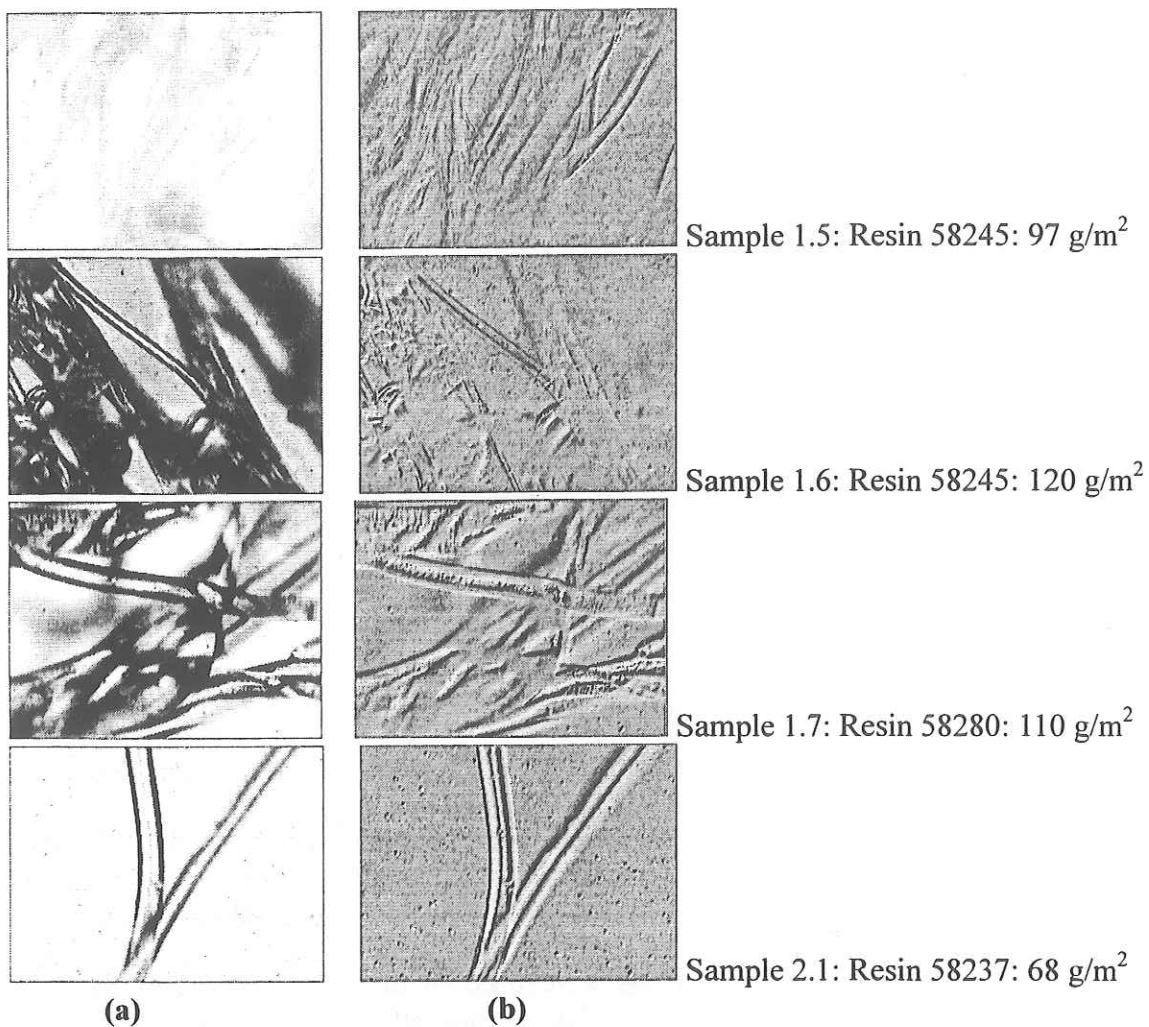 Sample 1.5: Resin 58245: 97 g/m²
Sample 1.6: Resin 58245: 120 g/m²
Sample 1.7: Resin 58280: 110 g/m²
Sample 2.1: Resin 58237: 68 g/m²
(a) (b)